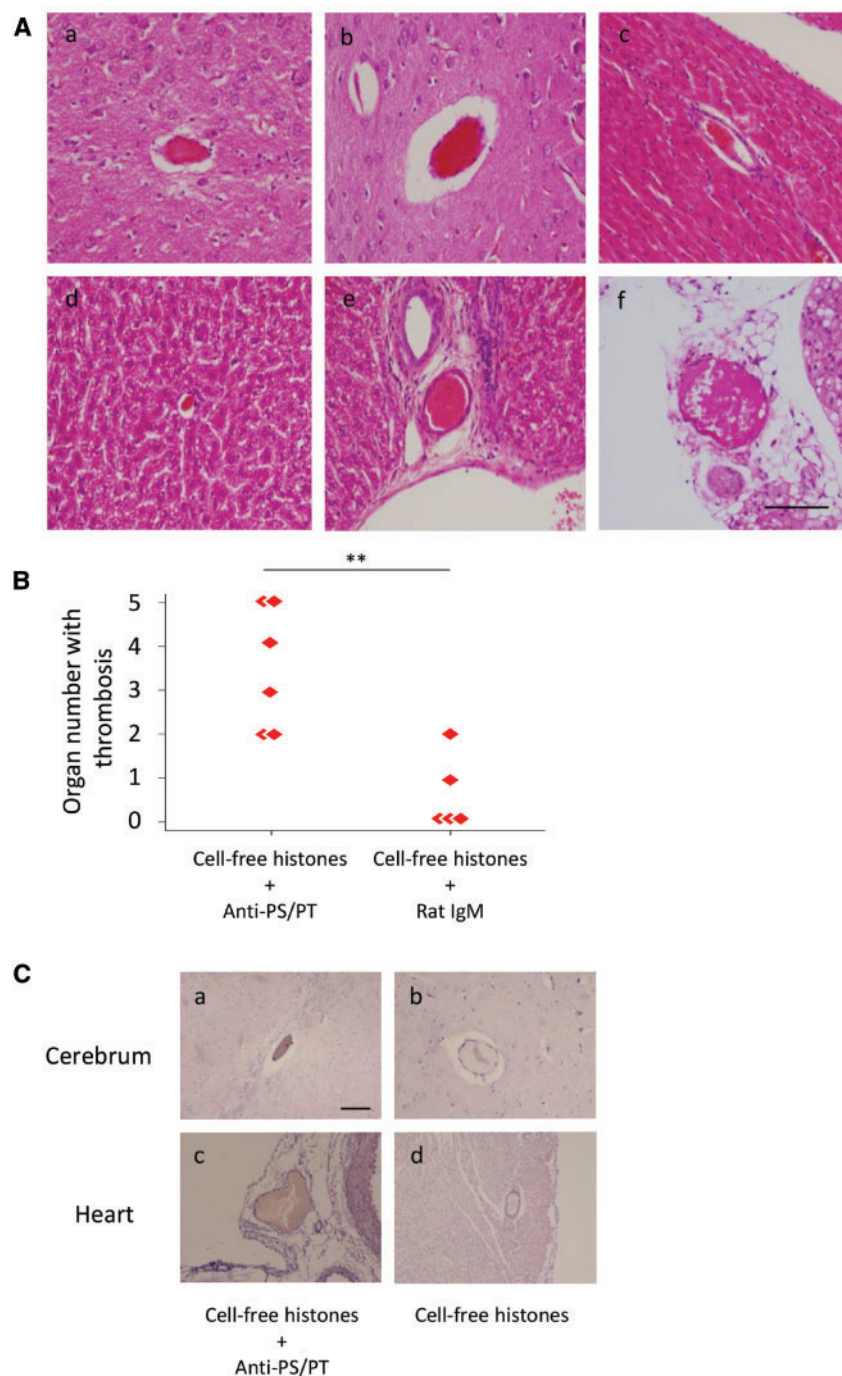 A
a
b
c
d
e
f
B
**
Organ number with
thrombosis
5
4
3
2
1
0
Cell-free histones
+
Anti-PS/PT
Cell-free histones
+
Rat IgM
C
a
b
Cerebrum
c
d
Heart
Cell-free histones
+
Anti-PS/PT
Cell-free histones